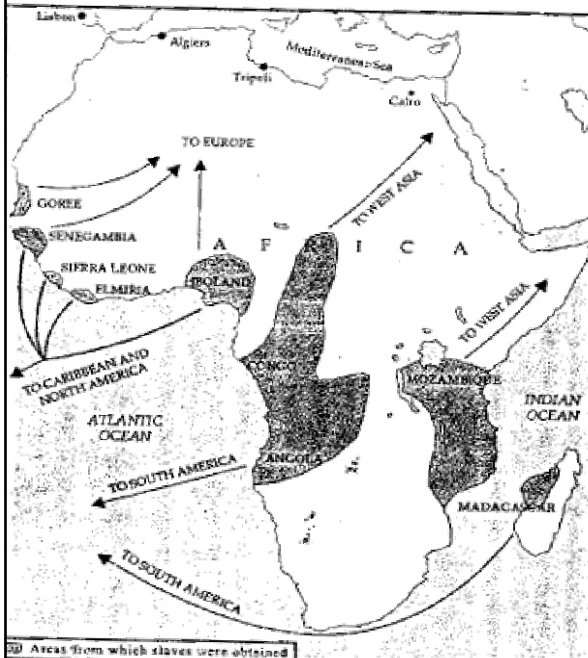 Lisbon
Algiers
Mediterranean Sea
Tripoli
Cairo
TO EUROPE
TO WEST ASIA
GOREE
SENEGAMBIA
AFRICA
SIERRA LEONE
ELMIRIA
IBOLAND
TO WEST ASIA
TO CARIBBEAN AND
NORTH AMERICA
CONGO
MOZAMBIQUE
INDIAN
OCEAN
ATLANTIC
OCEAN
ANGOLA
TO SOUTH AMERICA
MADAGASCAR
TO SOUTH AMERICA
Areas from which slaves were obtained